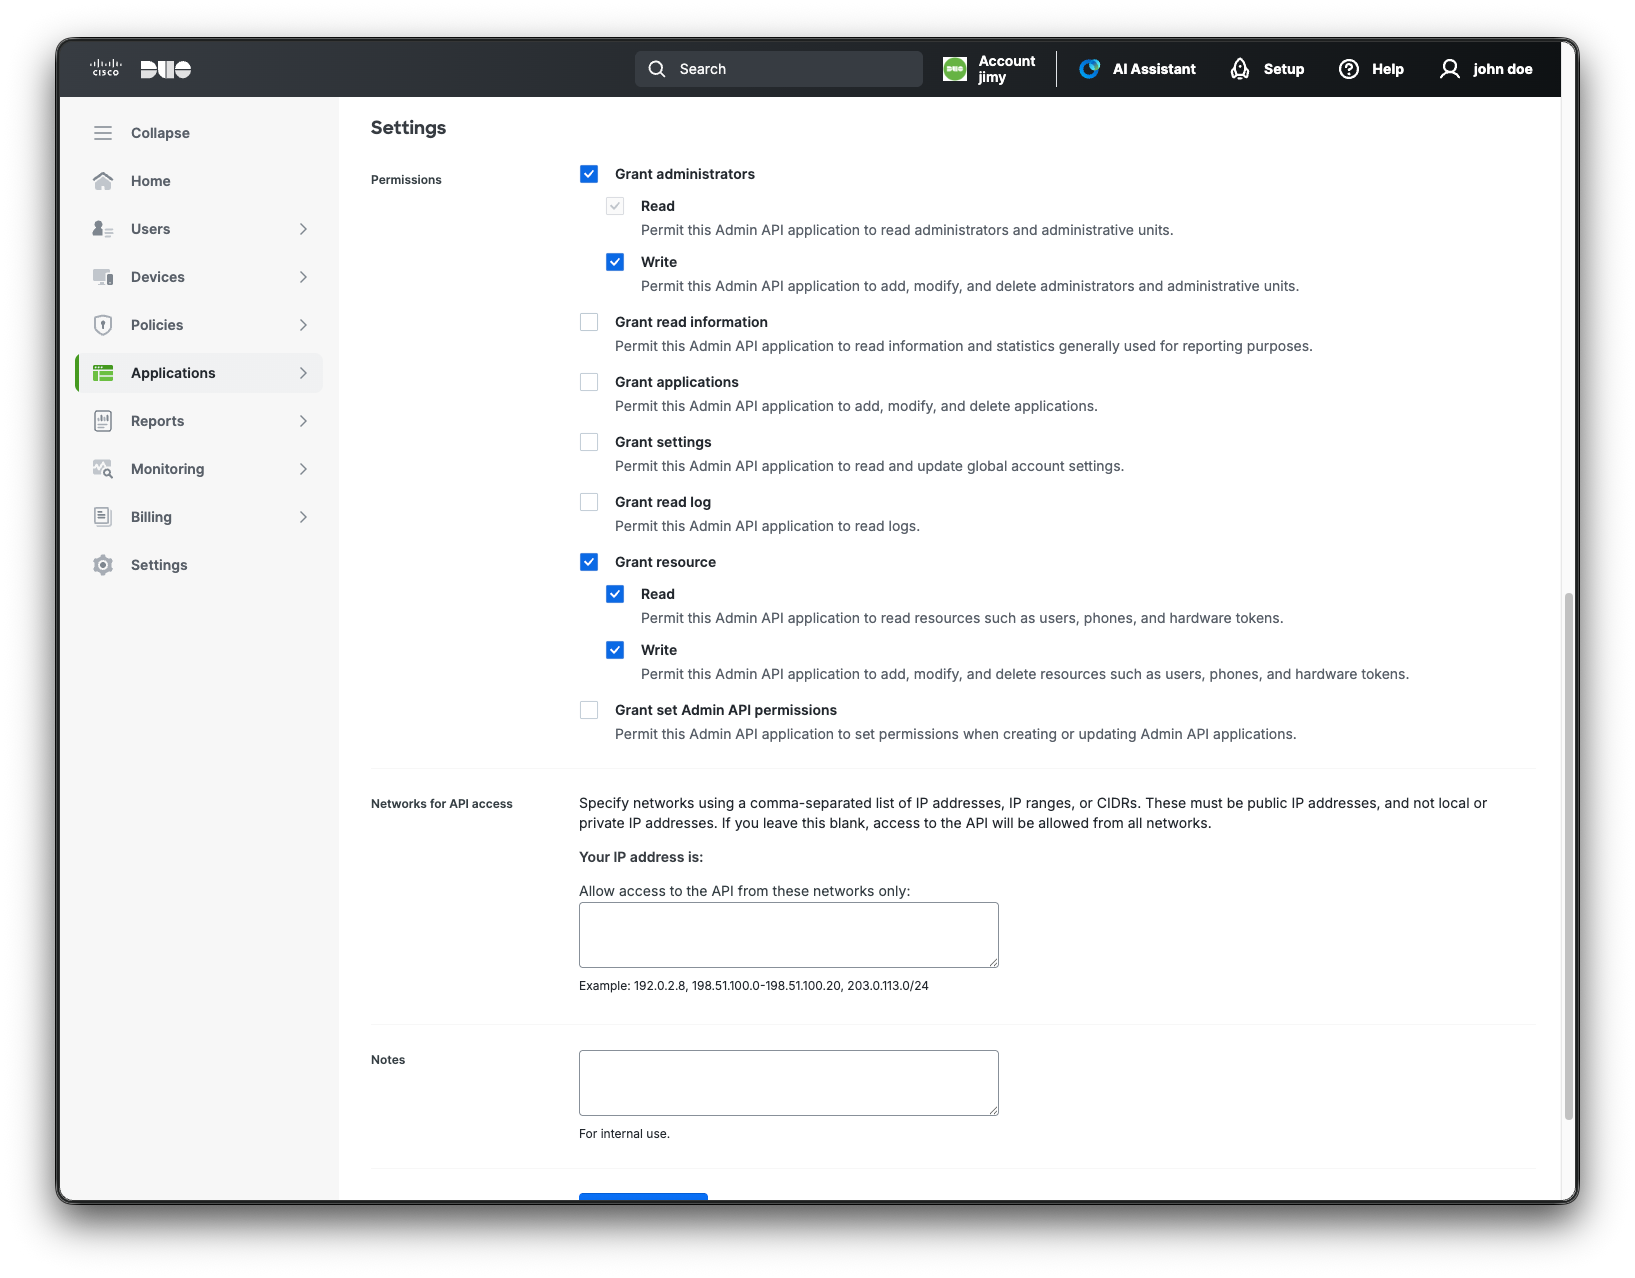 CISCO
DUO
Search
DUO
Account
jimy
AI Assistant
Setup
Help
john doe
Collapse
Home
Users
Devices
Policies
Applications
Reports
Monitoring
Billing
Settings
Settings
Permissions
Grant administrators
Read
Permit this Admin API application to read administrators and administrative units.
Write
Permit this Admin API application to add, modify, and delete administrators and administrative units.
Grant read information
Permit this Admin API application to read information and statistics generally used for reporting purposes.
Grant applications
Permit this Admin API application to add, modify, and delete applications.
Grant settings
Permit this Admin API application to read and update global account settings.
Grant read log
Permit this Admin API application to read logs.
Grant resource
Read
Permit this Admin API application to read resources such as users, phones, and hardware tokens.
Write
Permit this Admin API application to add, modify, and delete resources such as users, phones, and hardware tokens.
Grant set Admin API permissions
Permit this Admin API application to set permissions when creating or updating Admin API applications.
Networks for API access
Specify networks using a comma-separated list of IP addresses, IP ranges, or CIDRs. These must be public IP addresses, and not local or
private IP addresses. If you leave this blank, access to the API will be allowed from all networks.
Your IP address is:
Allow access to the API from these networks only:
Example: 192.0.2.8, 198.51.100.0-198.51.100.20, 203.0.113.0/24
Notes
For internal use.